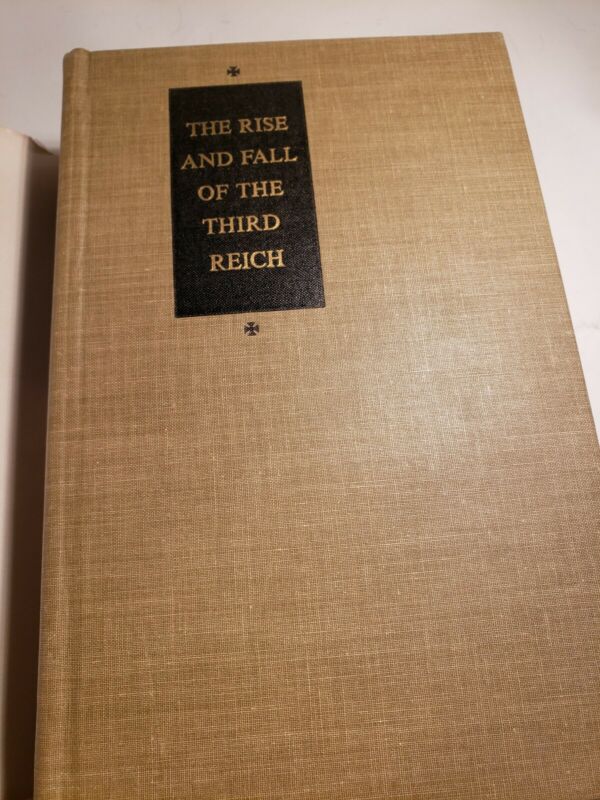 THE RISE
AND FALL
OF THE
THIRD
REICH